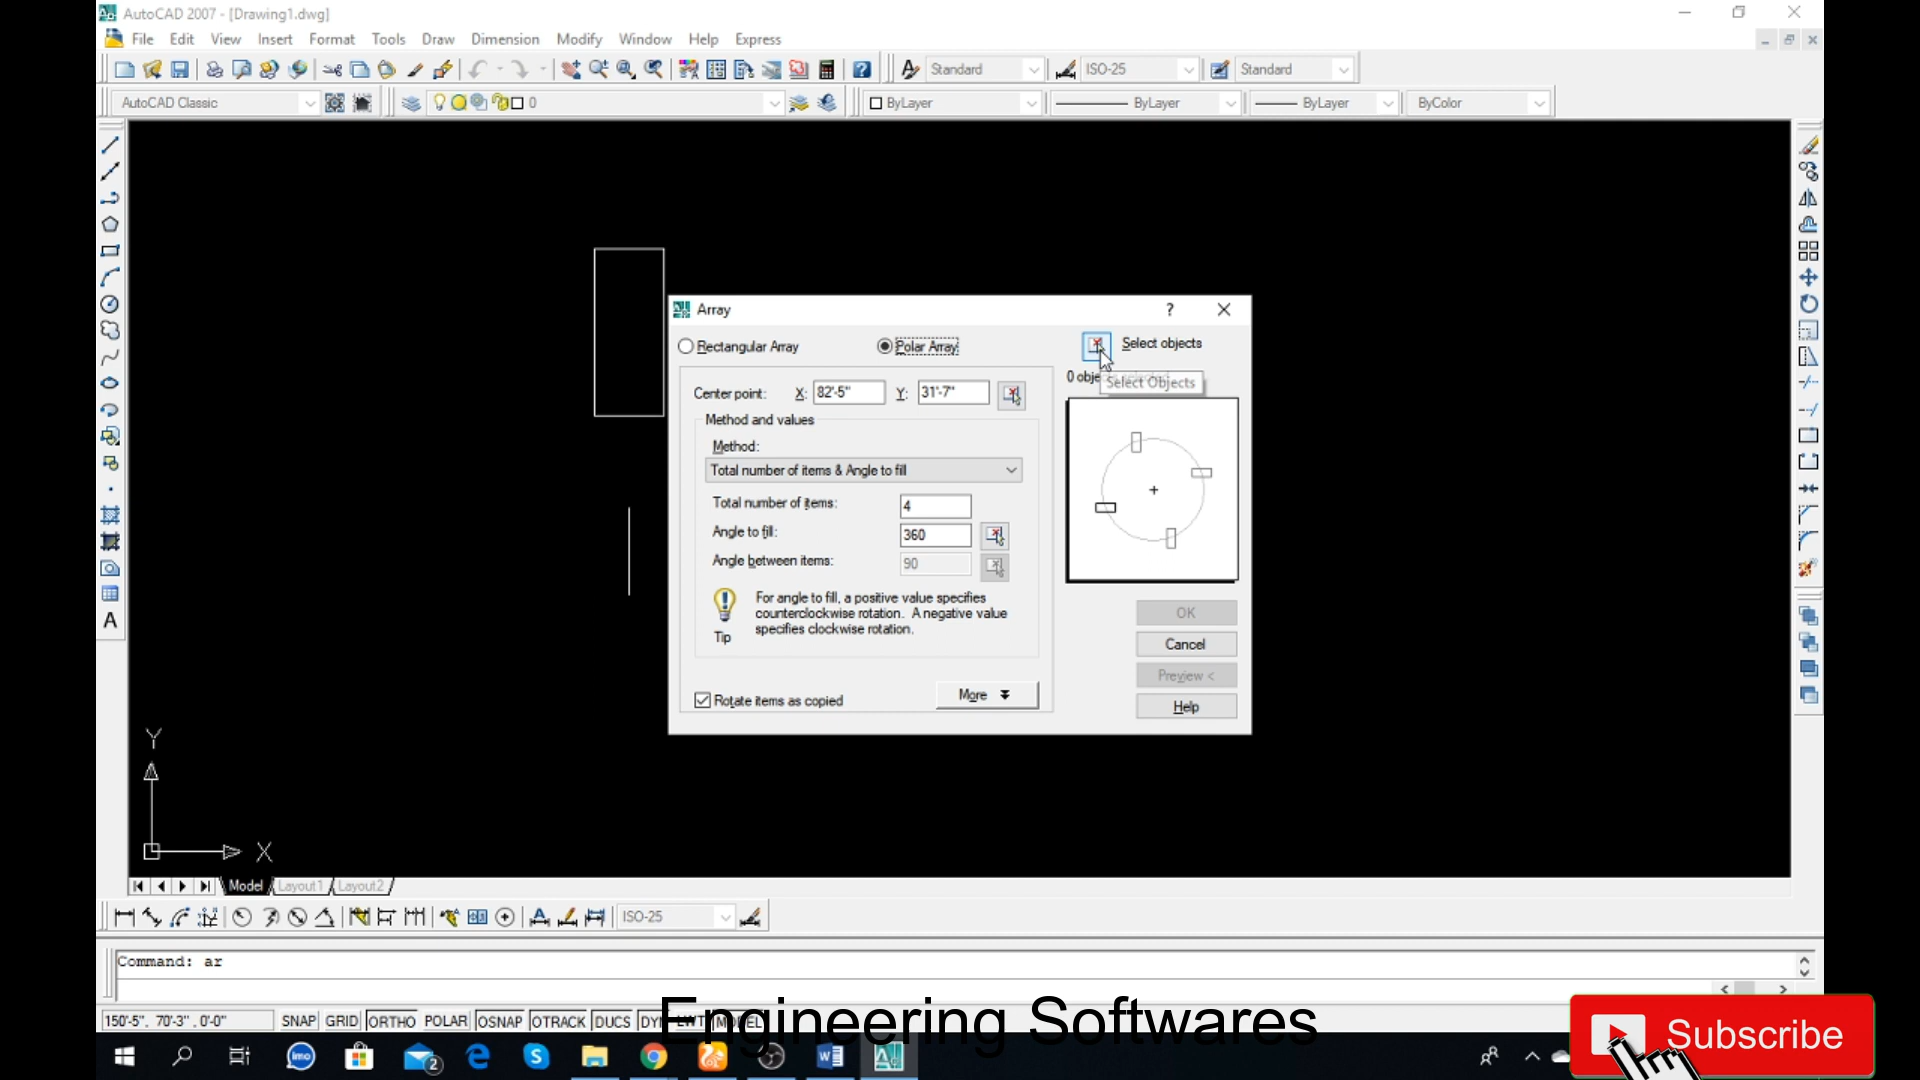 AutoCAD 2007 - [Drawing1.dwg]
File Edit View Insert Format Tools Draw Dimension Modify Window Help Express
Standard ISO-25 Standard
AutoCAD Classic 0 ByLayer ByLayer ByLayer ByColor
Array ?
Rectangular Array Polar Array Select objects
0 obje
Select Objects
Center point: X: 82'-5" Y: 31'-7"
Method and values
Method:
Total number of items & Angle to fill
Total number of items: 4
Angle to fill: 360
Angle between items: 90
For angle to fill, a positive value specifies
counterclockwise rotation. A negative value
specifies clockwise rotation.
Tip
Rotate items as copied
More
OK
Cancel
Preview <
Help
A
Y
X
Model Layout1 Layout2
ISO-25
Command: ar
150'-5", 70'-3", 0'-0" SNAP GRID ORTHO POLAR OSNAP OTRACK DUCS DYN LWT MODEL
Engineering Softwares
imo
2
Subscribe